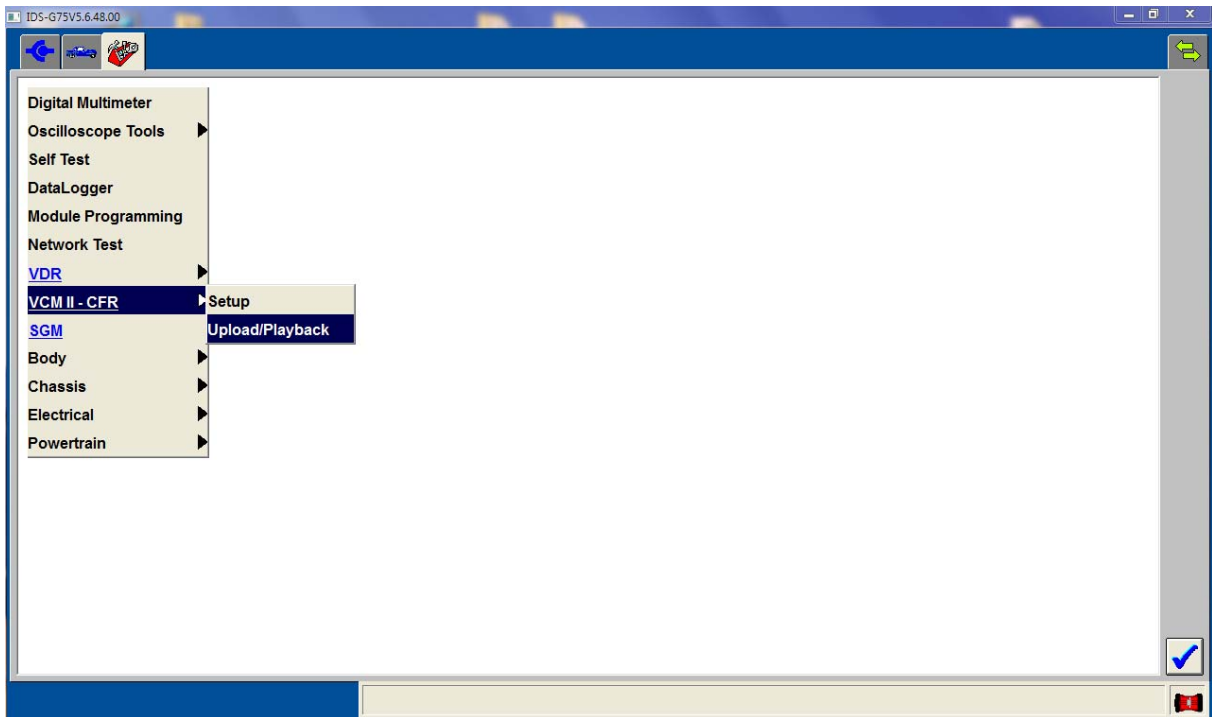 IDS-G75V5.6.48.00
Digital Multimeter
Oscilloscope Tools
Self Test
DataLogger
Module Programming
Network Test
VDR
VCM II - CFR
Setup
SGM
Upload/Playback
Body
Chassis
Electrical
Powertrain